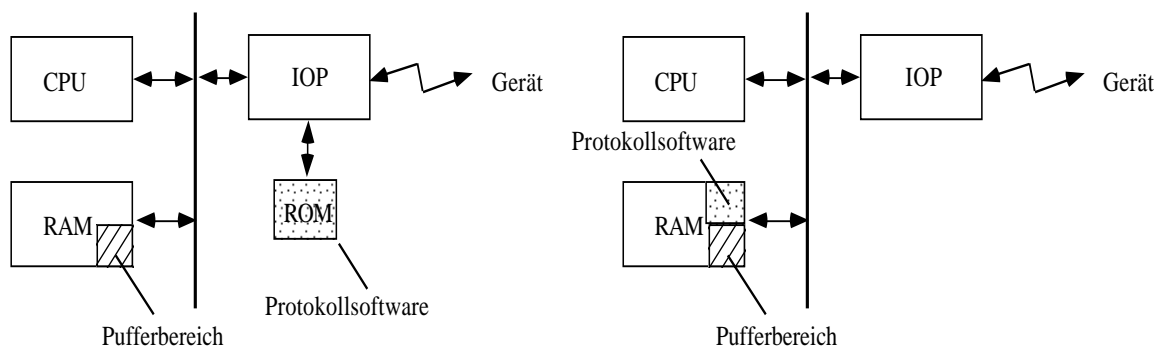 CPU
IOP
Gerät
RAM
ROM
Protokollsoftware
Pufferbereich
CPU
IOP
Gerät
Protokollsoftware
RAM
Pufferbereich